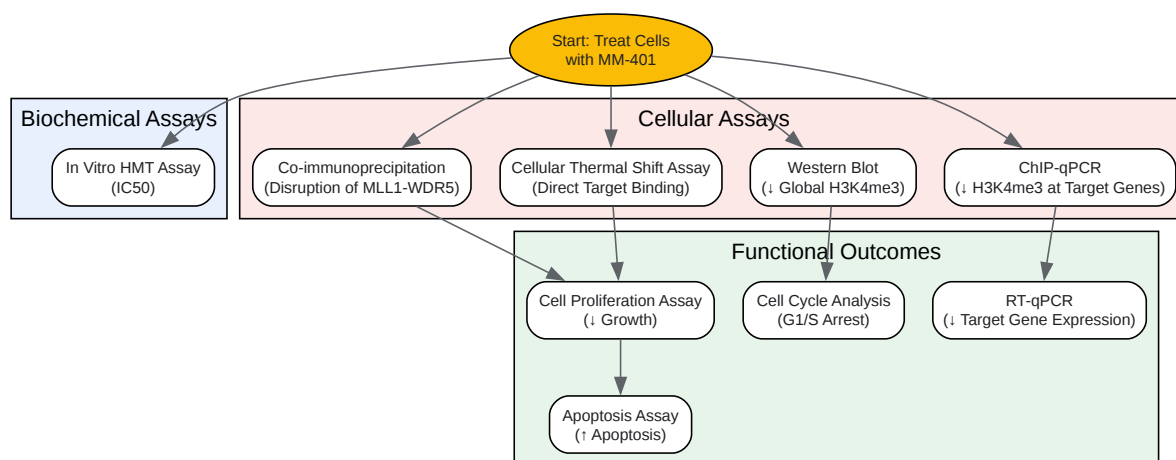 Start: Treat Cells
with MM-401
Biochemical Assays
Cellular Assays
In Vitro HMT Assay
(IC50)
Co-immunoprecipitation
(Disruption of MLL1-WDR5)
Cellular Thermal Shift Assay
(Direct Target Binding)
Western Blot
(↓ Global H3K4me3)
ChIP-qPCR
(↓ H3K4me3 at Target Genes)
Functional Outcomes
Cell Proliferation Assay
(↓ Growth)
Cell Cycle Analysis
(G1/S Arrest)
RT-qPCR
(↓ Target Gene Expression)
Apoptosis Assay
(↑ Apoptosis)